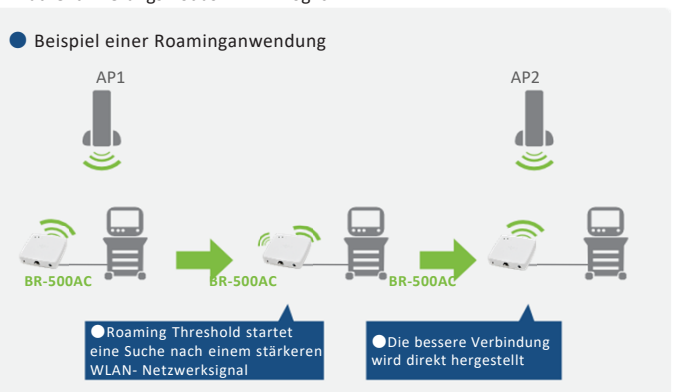 Beispiel einer Roaminganwendung
AP1
AP2
BR-500AC
BR-500AC
BR-500AC
Roaming Threshold startet
eine Suche nach einem stärkeren
WLAN- Netzwerksignal
Die bessere Verbindung
wird direkt hergestellt